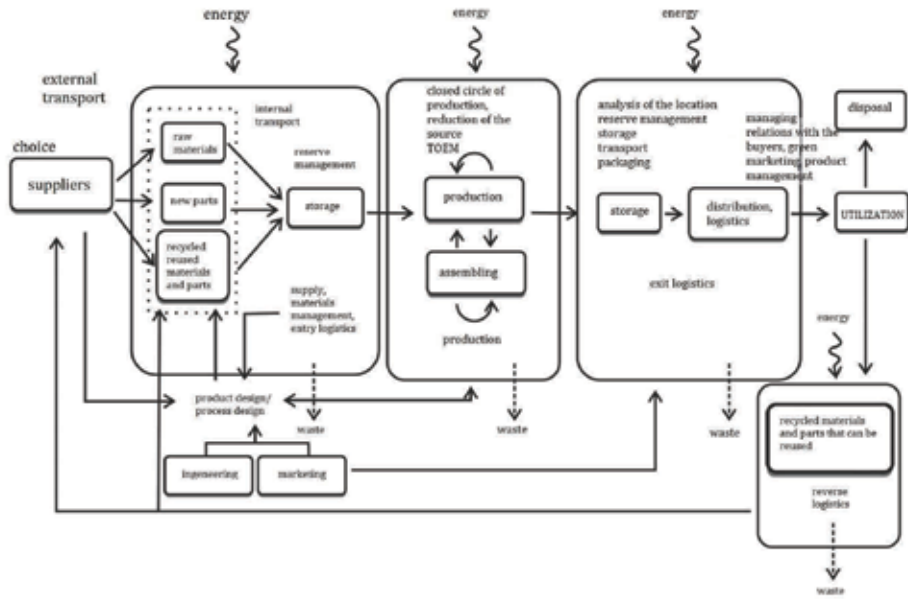 energy
energy
energy
external
transport
choice
suppliers
raw
materials
new parts
recycled
reused
materials
and parts
internal
transport
reserve
management
storage
supply,
materials
management,
entry logistics
closed circle of
production,
reduction of the
source
TOEM
production
assembling
production
analysis of the location
reserve management
storage
transport
packaging
managing
relations with the
buyers, green
marketing, product
management
storage
distribution,
logistics
exit logistics
disposal
UTILIZATION
energy
product design/
process design
waste
waste
waste
ingeneering
marketing
recycled materials
and parts that can be
reused
reverse
logistics
waste